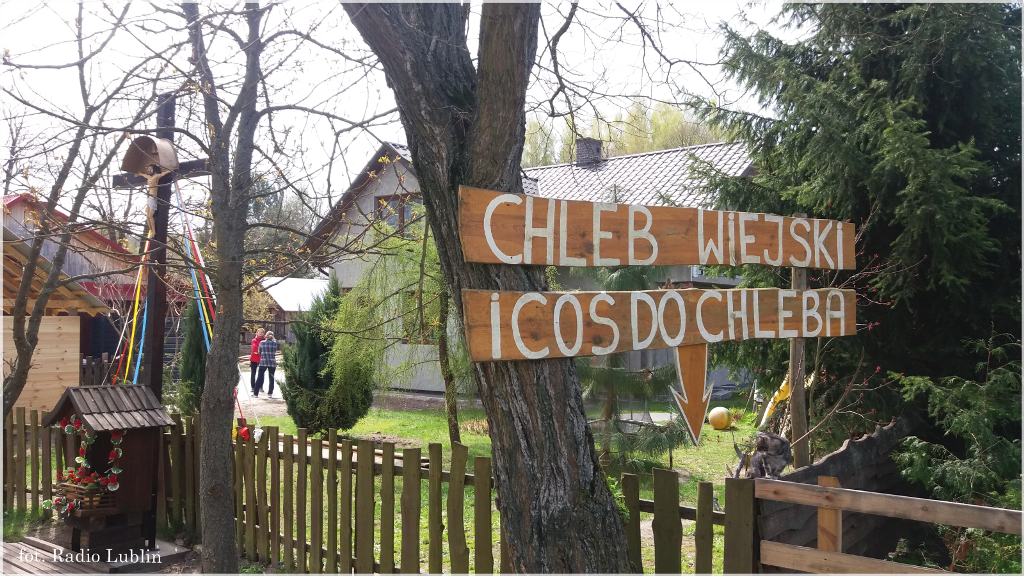 CHLEB WiEJSKi
i COS DO CHLEBA
fot. Radio Lublin